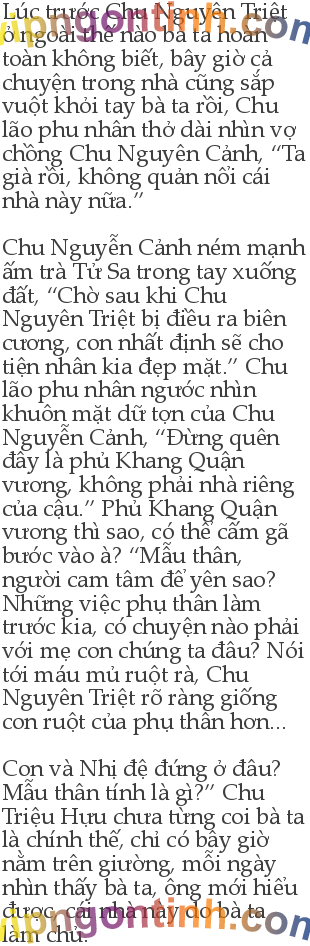 Lúc trước Chu Nguyên Triệt
ở ngoài thế nào bà ta hoàn
toàn không biết, bây giờ cả
chuyện trong nhà cũng sắp
vuột khỏi tay bà ta rồi, Chu
lão phu nhân thở dài nhìn vợ
chồng Chu Nguyên Cảnh, “Ta
già rồi, không quản nổi cái
nhà này nữa.”

Chu Nguyễn Cảnh ném mạnh
ấm trà Tử Sa trong tay xuống
đất, “Chờ sau khi Chu
Nguyên Triệt bị điều ra biên
cương, con nhất định sẽ cho
tiện nhân kia đẹp mặt.” Chu
lão phu nhân ngước nhìn
khuôn mặt dữ tợn của Chu
Nguyễn Cảnh, “Đừng quên
đây là phủ Khang Quận
vương, không phải nhà riêng
của cậu.” Phủ Khang Quận
vương thì sao, có thể cấm gã
bước vào à? “Mẫu thân,
người cam tâm để yên sao?
Những việc phụ thân làm
trước kia, có chuyện nào phải
với mẹ con chúng ta đâu? Nói
tới máu mủ ruột rà, Chu
Nguyên Triệt rõ ràng giống
con ruột của phụ thân hơn...

Con và Nhị đệ đứng ở đâu?
Mẫu thân tính là gì?” Chu
Triệu Hựu chưa từng coi bà ta
là chính thế, chỉ có bây giờ
nằm trên giường, mỗi ngày
nhìn thấy bà ta, ông mới hiểu
được, cái nhà này do bà ta
làm chủ.
vipngontinh.com
vipngontinh.com